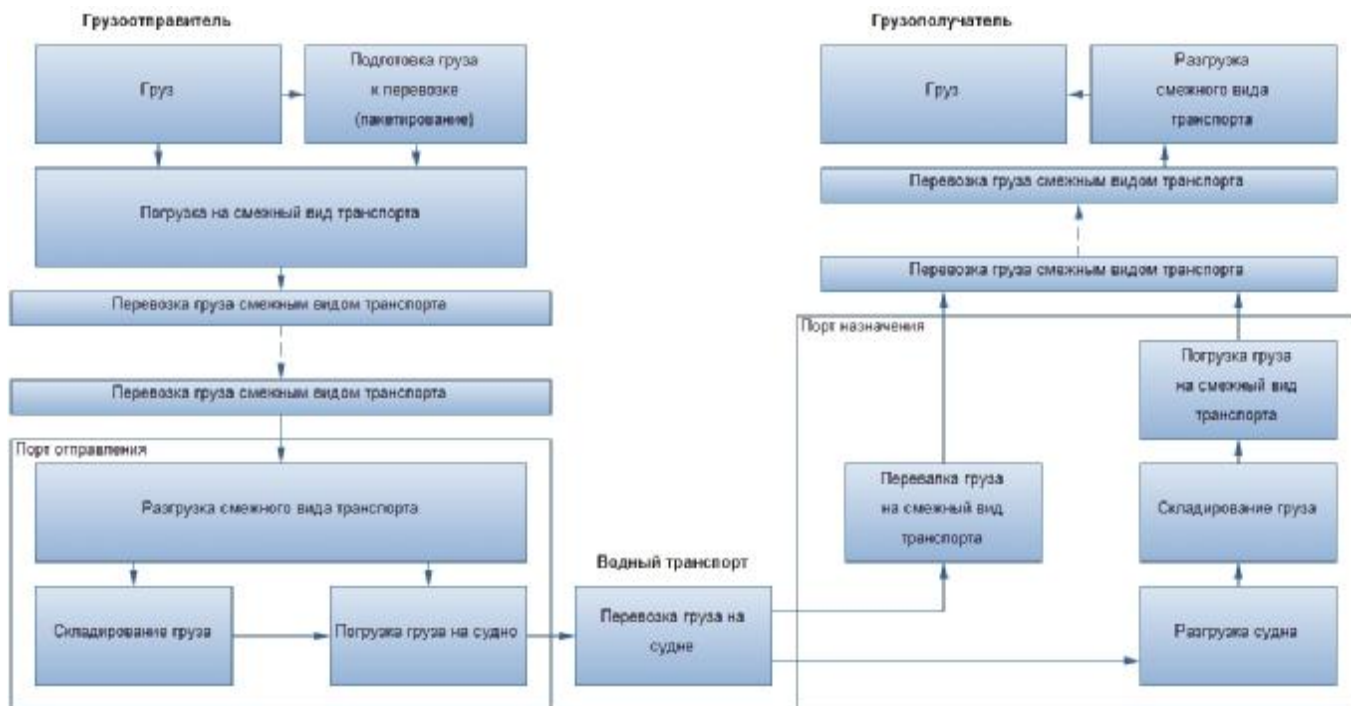 Грузоотправитель
Груз
Подготовка груза
к перевозке
(пакетирование)
Погрузка на смежный вид транспорта
Перевозка груза смежным видом транспорта
Перевозка груза смежным видом транспорта
Порт отправления
Разгрузка смежного вида транспорта
Складирование груза
Погрузка груза на судно
Водный транспорт
Перевозка груза на
судне
Грузополучатель
Груз
Разгрузка
смежного вида
транспорта
Перевозка груза смежным видом транспорта
Перевозка груза смежным видом транспорта
Порт назначения
Перевалка груза
на смежный вид
транспорта
Погрузка груза
на смежный вид
транспорта
Складирование груза
Разгрузка судна